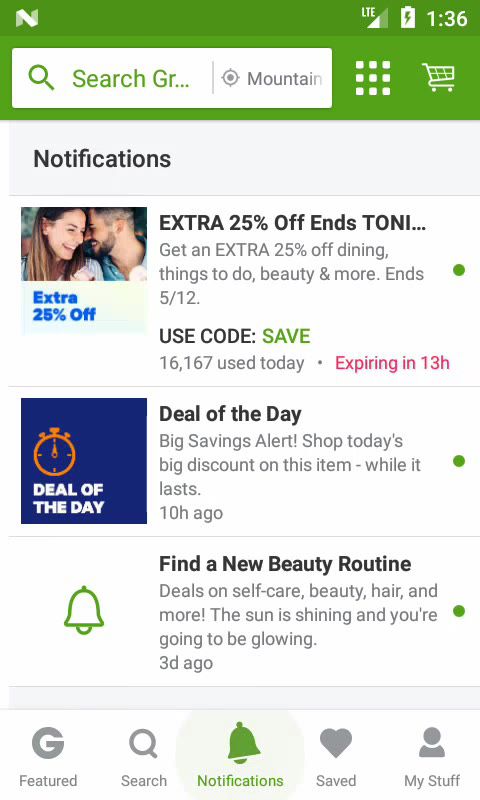 LTE 1:36
Search Gr... Mountain
Notifications
EXTRA 25% Off Ends TONI...
Get an EXTRA 25% off dining,
things to do, beauty & more. Ends
5/12.
Extra
25% Off
USE CODE: SAVE
16,167 used today • Expiring in 13h
Deal of the Day
Big Savings Alert! Shop today's
big discount on this item - while it
lasts.
10h ago
DEAL OF
THE DAY
Find a New Beauty Routine
Deals on self-care, beauty, hair, and
more! The sun is shining and you're
going to be glowing.
3d ago
G
Featured Search Notifications Saved My Stuff